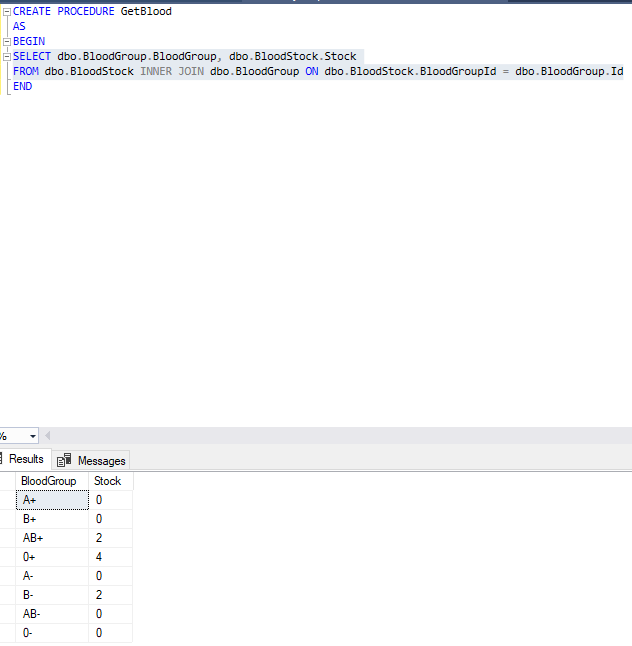 CREATE PROCEDURE GetBlood
AS
BEGIN
SELECT dbo.BloodGroup.BloodGroup, dbo.BloodStock.Stock
FROM dbo.BloodStock INNER JOIN dbo.BloodGroup ON dbo.BloodStock.BloodGroupId = dbo.BloodGroup.Id
END
%
Results Messages
BloodGroup Stock
A+ 0
B+ 0
AB+ 2
0+ 4
A- 0
B- 2
AB- 0
0- 0